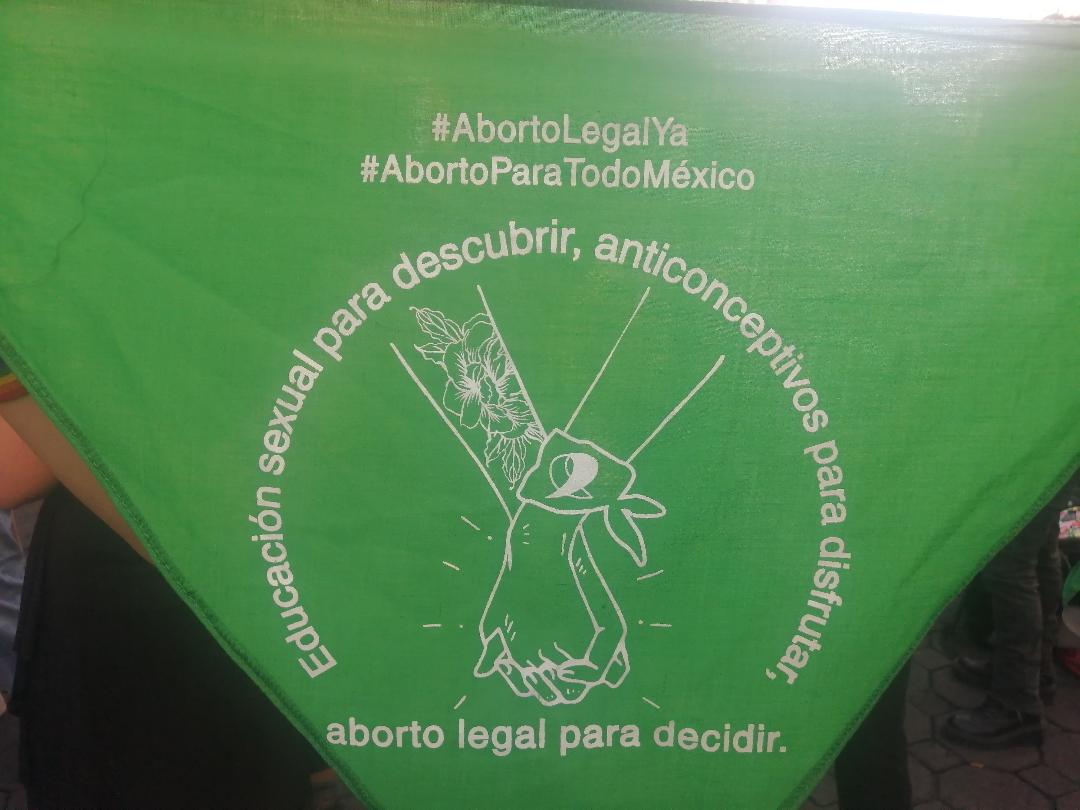 #AbortoLegalYa
#AbortoParaTodoMéxico
Educación sexual para descubrir, anticonceptivos para disfrutar,
aborto legal para decidir.